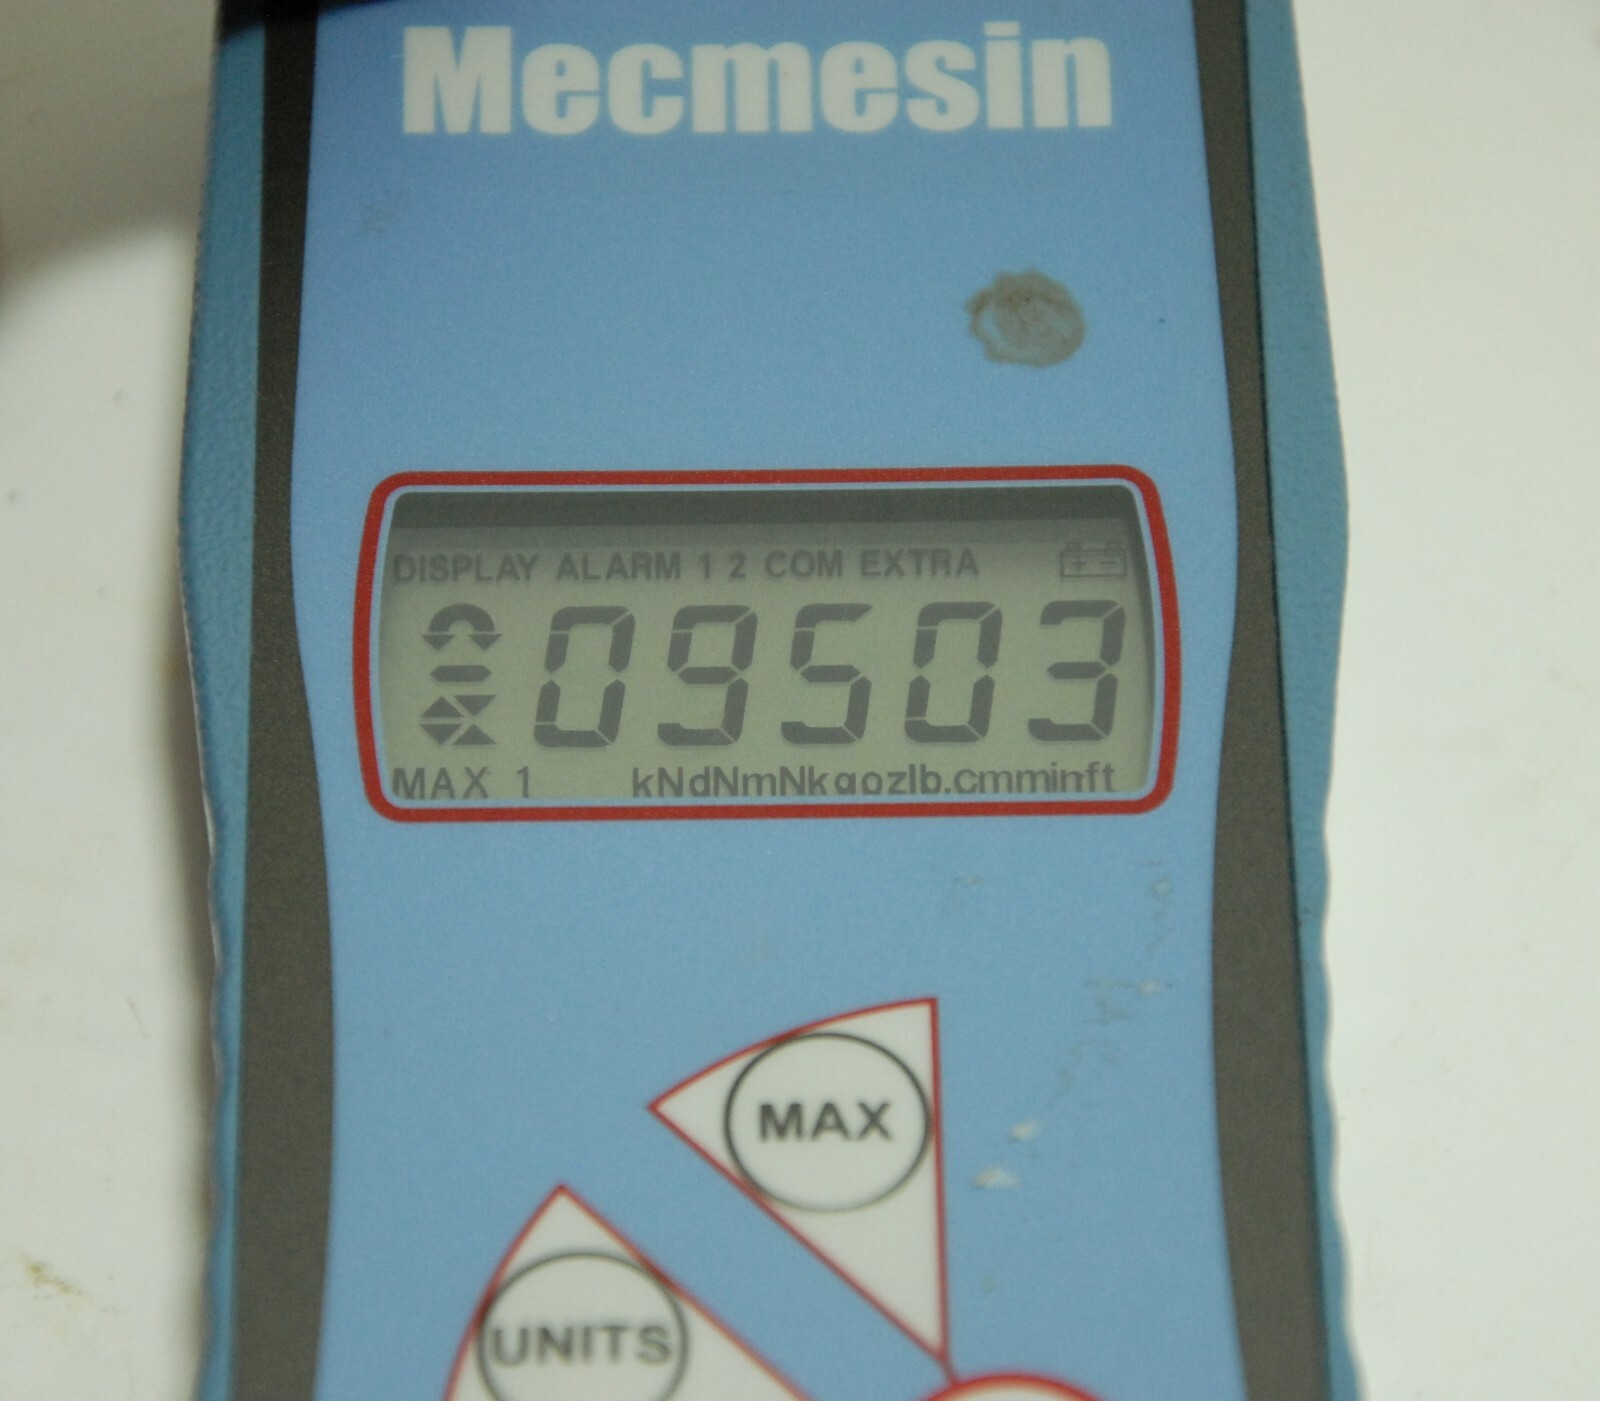 Mecmesin
DISPLAY ALARM 1 2 COM EXTRA
09503
MAX 1 kNdNmNkgozlb.cmminft
MAX
UNITS